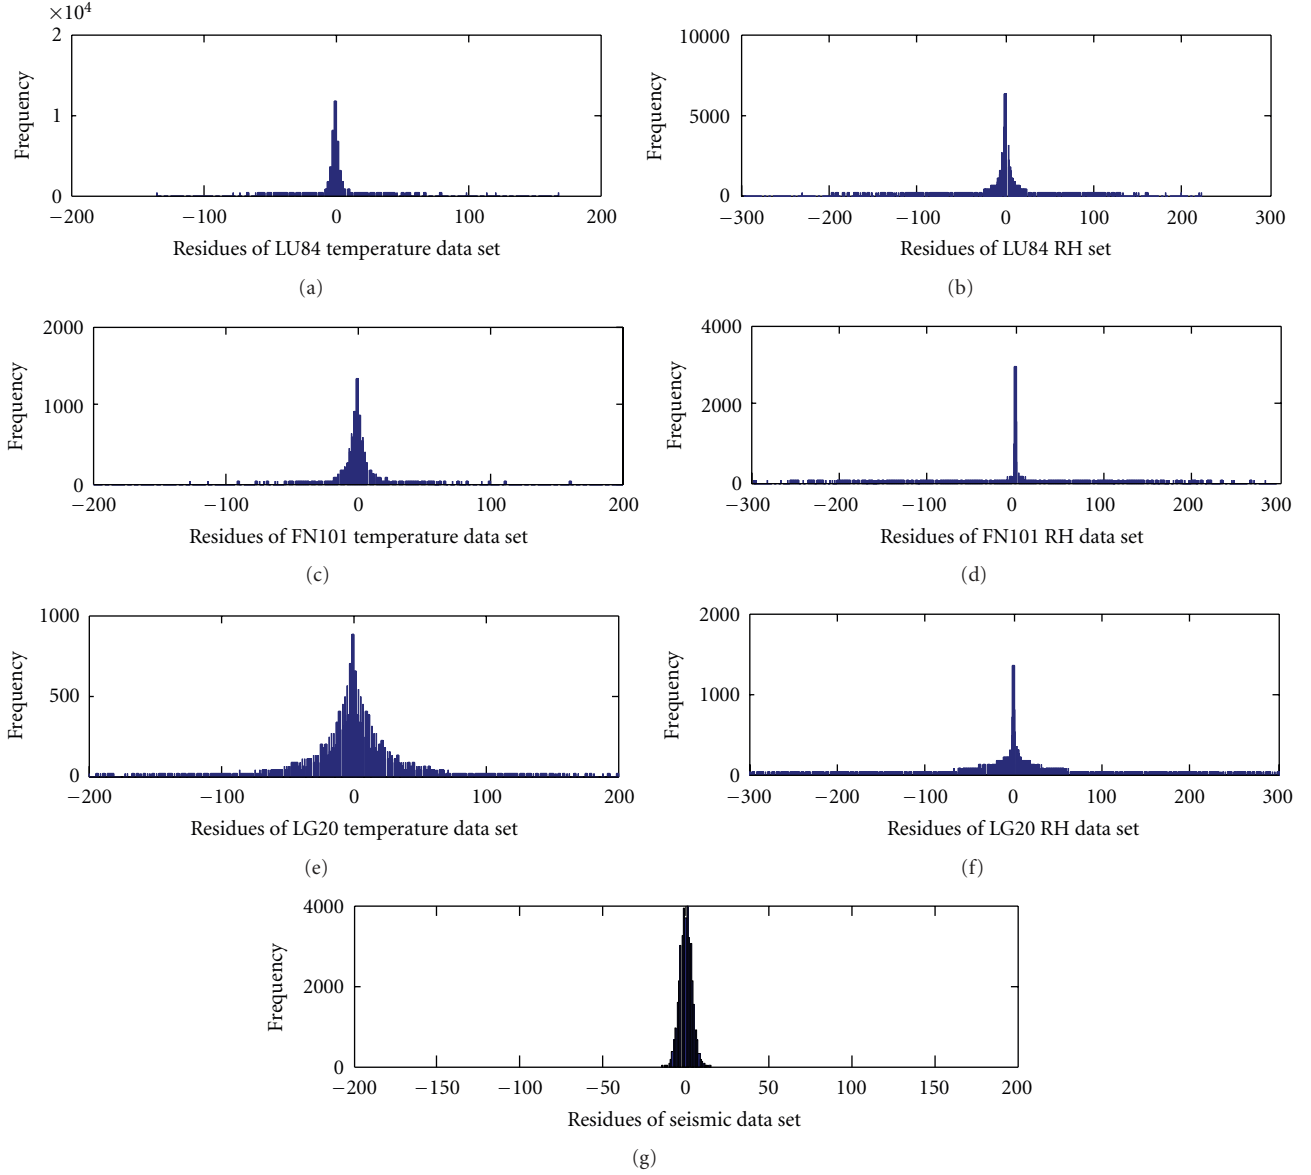 ×10⁴
2
1
0
Frequency
−200 −100 0 100 200
Residues of LU84 temperature data set
(a)
10000
5000
0
Frequency
−300 −200 −100 0 100 200 300
Residues of LU84 RH set
(b)
2000
1000
0
Frequency
−200 −100 0 100 200
Residues of FN101 temperature data set
(c)
4000
2000
0
Frequency
−300 −200 −100 0 100 200 300
Residues of FN101 RH data set
(d)
1000
500
0
Frequency
−200 −100 0 100 200
Residues of LG20 temperature data set
(e)
2000
1000
0
Frequency
−300 −200 −100 0 100 200 300
Residues of LG20 RH data set
(f)
4000
2000
0
Frequency
−200 −150 −100 −50 0 50 100 150 200
Residues of seismic data set
(g)